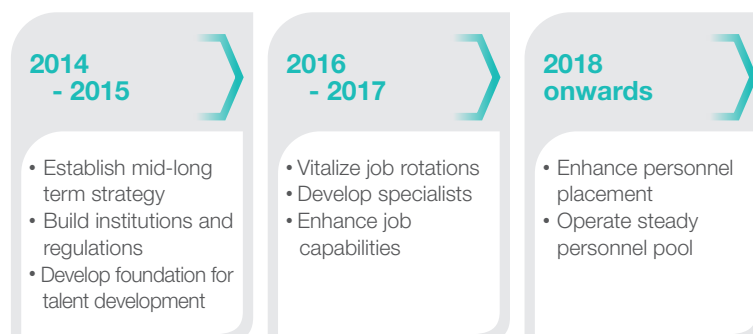 2014
- 2015
• Establish mid-long
term strategy
• Build institutions and
regulations
• Develop foundation for
talent development
2016
- 2017
• Vitalize job rotations
• Develop specialists
• Enhance job
capabilities
2018
onwards
• Enhance personnel
placement
• Operate steady
personnel pool